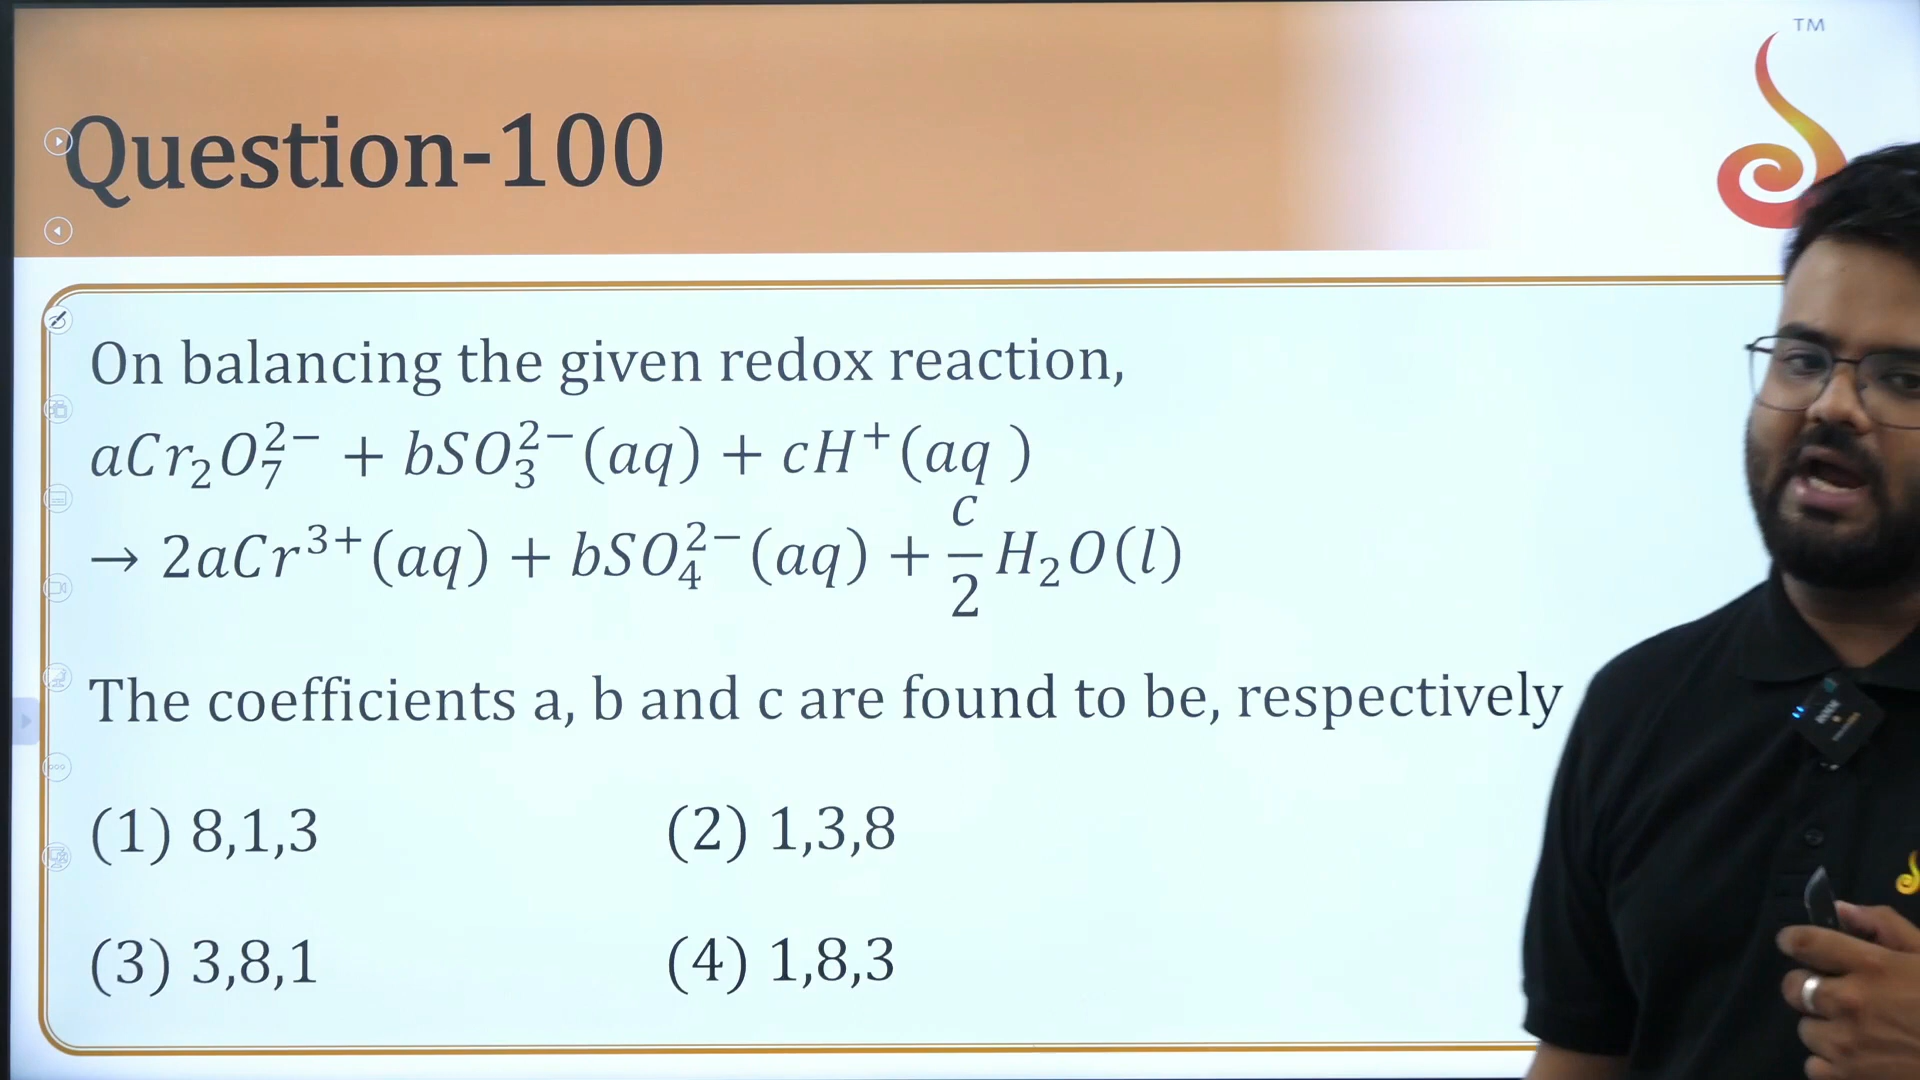 TM
Question-100
On balancing the given redox reaction,
aCr₂O₇²⁻ + bSO₃²⁻(aq) + cH⁺(aq )
→ 2aCr³⁺(aq) + bSO₄²⁻(aq) + c/2 H₂O(l)
The coefficients a, b and c are found to be, respectively
(1) 8,1,3 (2) 1,3,8
(3) 3,8,1 (4) 1,8,3